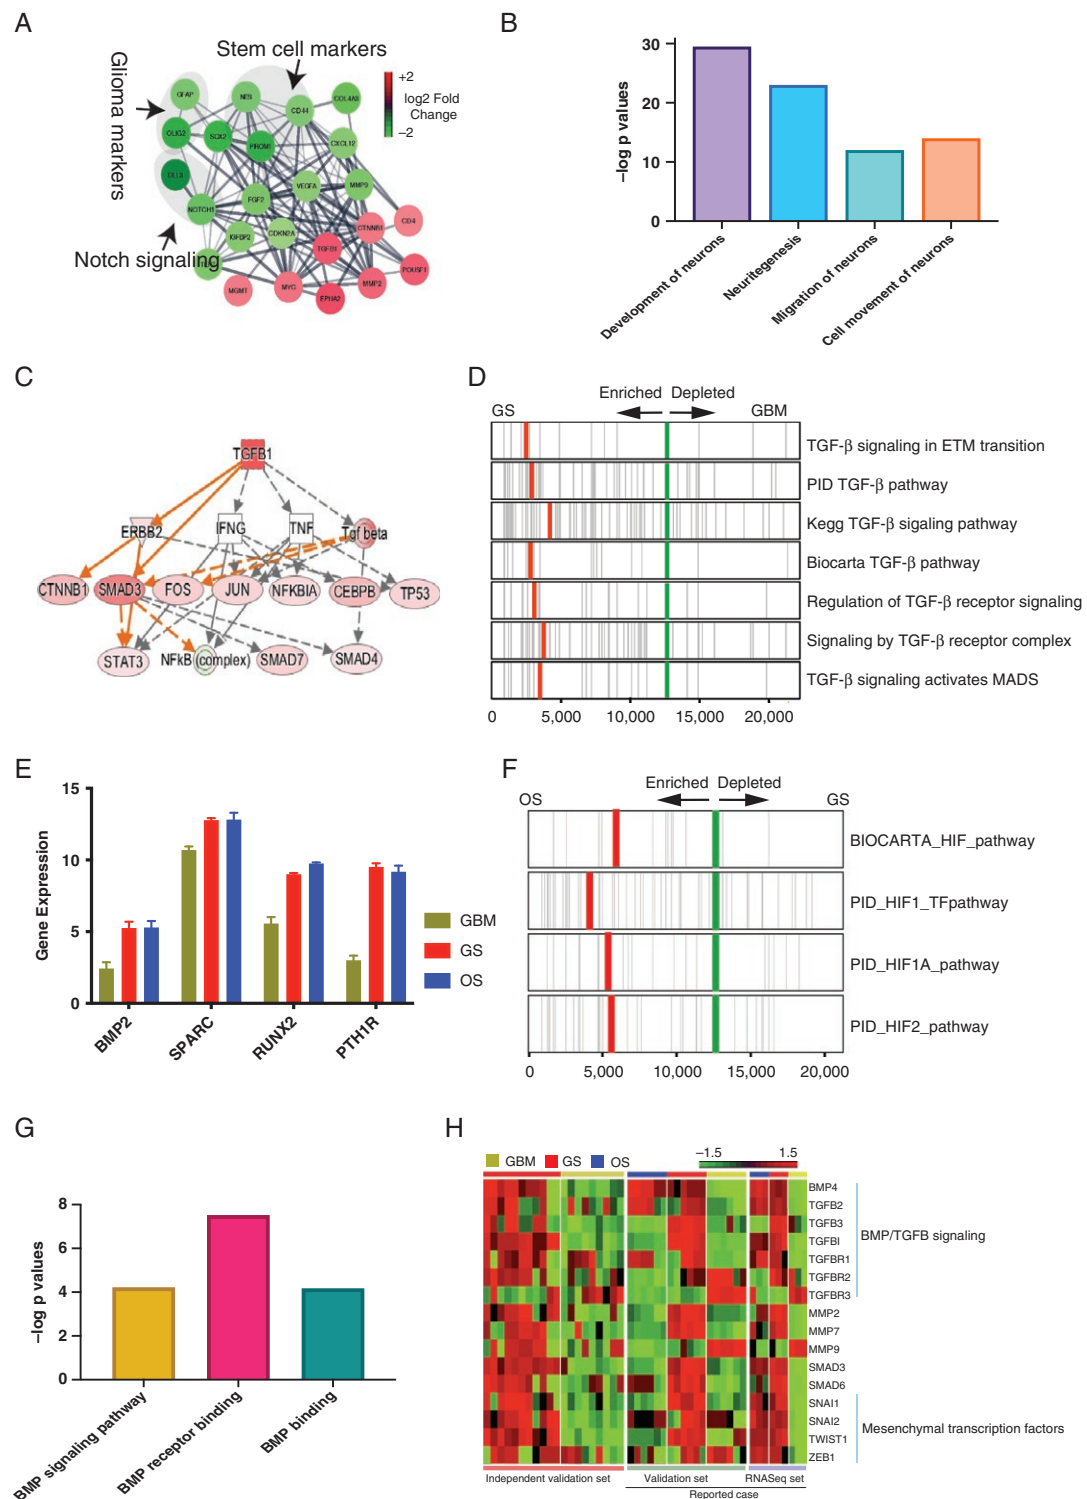 A
Stem cell markers
Glioma markers
Notch signaling
+2
log2 Fold
Change
−2
GFAP
NES
CD44
COL4A3
OLIG2
SOX2
PROM1
CXCL12
DLL3
NOTCH1
FGF2
VEGFA
MMP9
IGFBP2
CDKN2A
TGFB1
CTNNB1
CD4
MGMT
MYC
EPHA2
MMP2
POU5F1
B
−log p values
30
20
10
0
Development of neurons
Neuritegenesis
Migration of neurons
Cell movement of neurons
C
TGFB1
ERBB2
IFNG
TNF
Tgf beta
CTNNB1
SMAD3
FOS
JUN
NFKBIA
CEBPB
TP53
STAT3
NFkB (complex)
SMAD7
SMAD4
D
Enriched
Depleted
GS
GBM
TGF-β signaling in ETM transition
PID TGF-β pathway
Kegg TGF-β sigaling pathway
Biocarta TGF-β pathway
Regulation of TGF-β receptor signaling
Signaling by TGF-β receptor complex
TGF-β signaling activates MADS
0 5,000 10,000 15,000 20,000
E
Gene Expression
15
10
5
0
BMP2
SPARC
RUNX2
PTH1R
GBM
GS
OS
F
Enriched
Depleted
OS
GS
BIOCARTA_HIF_pathway
PID_HIF1_TFpathway
PID_HIF1A_pathway
PID_HIF2_pathway
0 5,000 10,000 15,000 20,000
G
−log p values
8
6
4
2
0
BMP signaling pathway
BMP receptor binding
BMP binding
H
GBM
GS
OS
−1.5 1.5
BMP4
TGFB2
TGFB3
TGFBI
TGFBR1
TGFBR2
TGFBR3
MMP2
MMP7
MMP9
SMAD3
SMAD6
SNAI1
SNAI2
TWIST1
ZEB1
BMP/TGFB signaling
Mesenchymal transcription factors
Independent validation set
Validation set
RNASeq set
Reported case